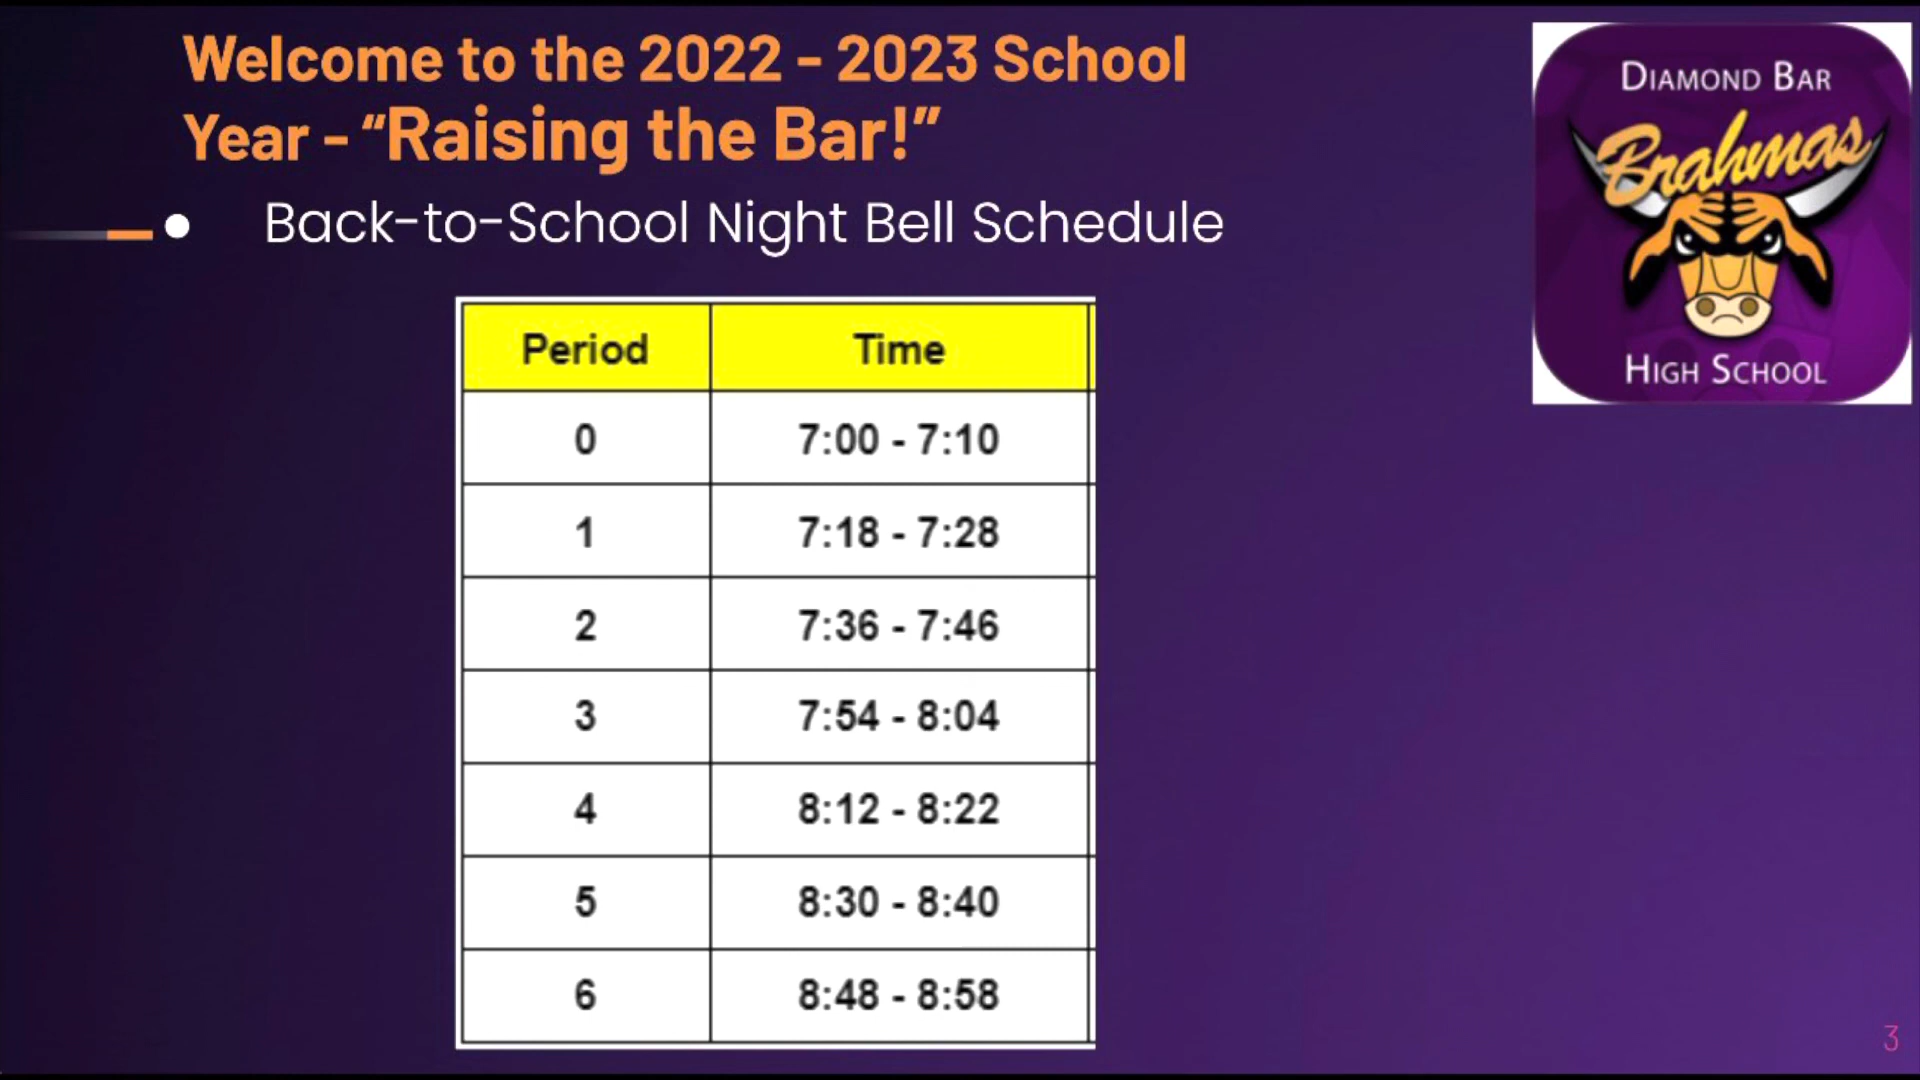 Welcome to the 2022 - 2023 School
Year - “Raising the Bar!”
● Back-to-School Night Bell Schedule
DIAMOND BAR
Brahmas
HIGH SCHOOL
Period Time
0 7:00 - 7:10
1 7:18 - 7:28
2 7:36 - 7:46
3 7:54 - 8:04
4 8:12 - 8:22
5 8:30 - 8:40
6 8:48 - 8:58
3